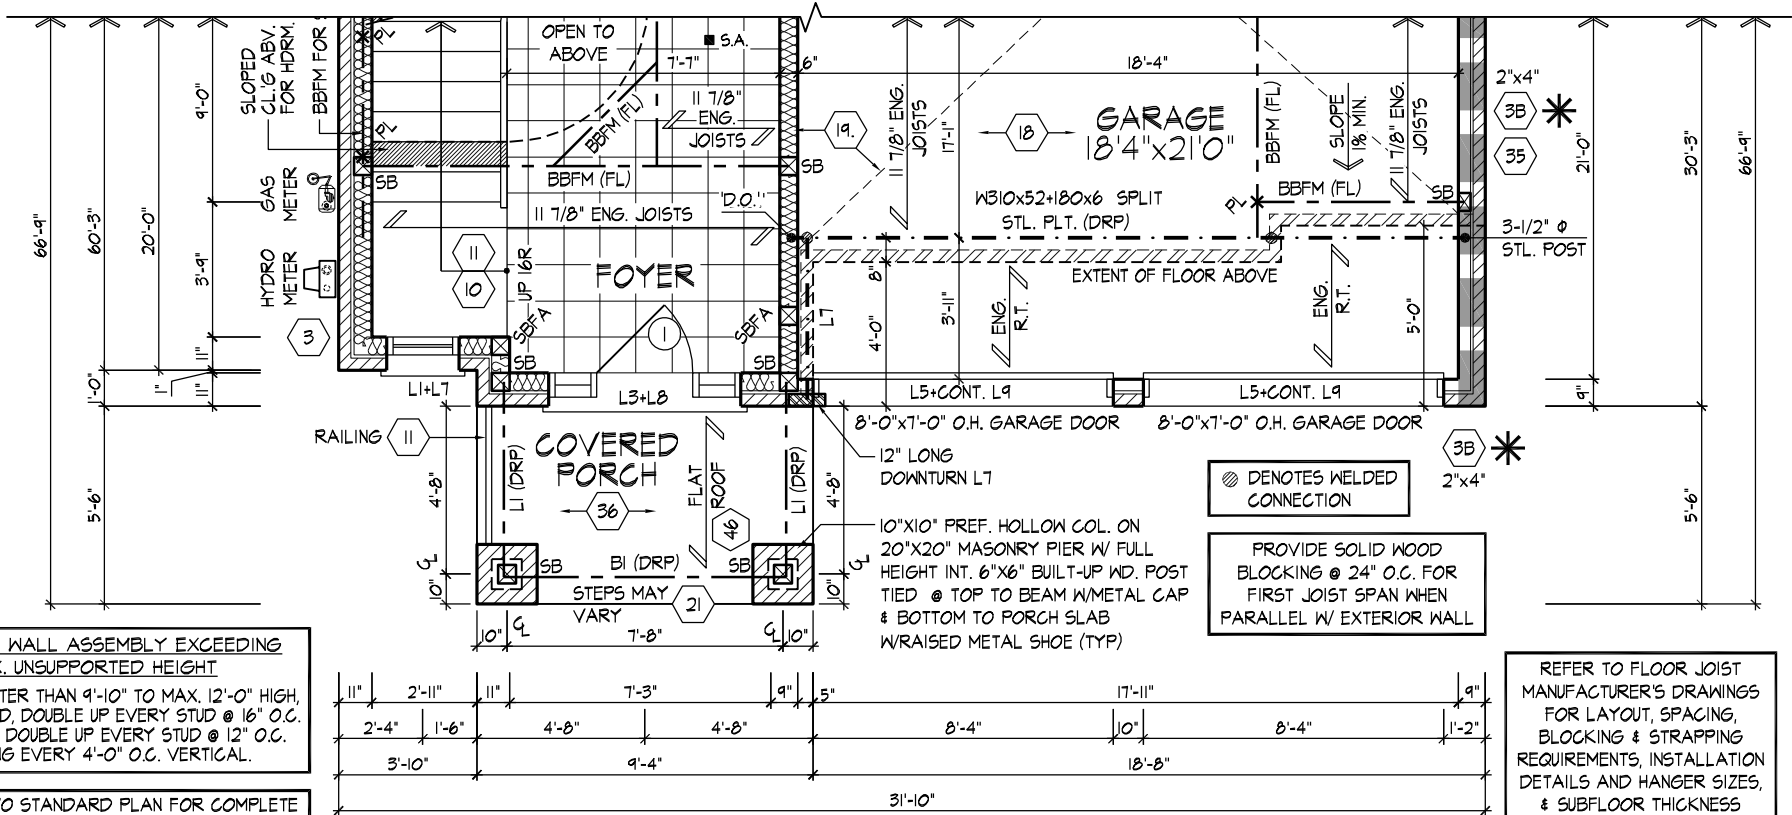 OPEN TO
ABOVE
S.A.
7'-7"
6"
18'-4"
SLOPED
CL'G ABV.
FOR HDRM.
BBFM FOR
PL
PL
9'-0"
11 7/8"
ENG.
JOISTS
BBFM (FL)
BBFM (FL)
SB
SB
19.
11 7/8" ENG.
JOISTS
17'-1"
18
GARAGE
18'4"x21'0"
BBFM (FL)
SLOPE
1% MIN.
11 7/8" ENG.
JOISTS
2"x4"
3B
35
21'-0"
30'-3"
66'-9"
GAS
METER
HYDRO
METER
66'-9"
60'-3"
20'-0"
3'-9"
11 7/8" ENG. JOISTS
'D.O.'
W310x52+180x6 SPLIT
STL. PLT. (DRP)
PL
BBFM (FL)
SB
3-1/2" Φ
STL. POST
11
10
UP 16R
FOYER
EXTENT OF FLOOR ABOVE
8"
4'-0"
3'-11"
ENG.
R.T.
ENG.
R.T.
5'-0"
3
SBFA
1
SBFA
L7
SB
SB
11"
11"
1"
1'-0"
9"
L1+L7
L3+L8
L5+CONT. L9
L5+CONT. L9
8'-0"x7'-0" O.H. GARAGE DOOR
8'-0"x7'-0" O.H. GARAGE DOOR
RAILING
11
COVERED
PORCH
L1 (DRP)
L1 (DRP)
FLAT
ROOF
36
46
4'-8"
4'-8"
5'-6"
5'-6"
12" LONG
DOWNTURN L7
DENOTES WELDED
CONNECTION
3B
2"x4"
10"X10" PREF. HOLLOW COL. ON
20"X20" MASONRY PIER W/ FULL
HEIGHT INT. 6"X6" BUILT-UP WD. POST
TIED @ TOP TO BEAM W/METAL CAP
& BOTTOM TO PORCH SLAB
W/RAISED METAL SHOE (TYP)
PROVIDE SOLID WOOD
BLOCKING @ 24" O.C. FOR
FIRST JOIST SPAN WHEN
PARALLEL W/ EXTERIOR WALL
CL
10"
SB
B1 (DRP)
SB
CL
10"
STEPS MAY
VARY
21
10"
CL
7'-8"
CL
10"
WALL ASSEMBLY EXCEEDING
. UNSUPPORTED HEIGHT
TER THAN 9'-10" TO MAX. 12'-0" HIGH,
D, DOUBLE UP EVERY STUD @ 16" O.C.
DOUBLE UP EVERY STUD @ 12" O.C.
G EVERY 4'-0" O.C. VERTICAL.
TO STANDARD PLAN FOR COMPLETE
11"
2'-11"
11"
7'-3"
9"
5"
17'-11"
9"
2'-4"
1'-6"
4'-8"
4'-8"
8'-4"
10"
8'-4"
1'-2"
3'-10"
9'-4"
18'-8"
31'-10"
REFER TO FLOOR JOIST
MANUFACTURER'S DRAWINGS
FOR LAYOUT, SPACING,
BLOCKING & STRAPPING
REQUIREMENTS, INSTALLATION
DETAILS AND HANGER SIZES,
& SUBFLOOR THICKNESS